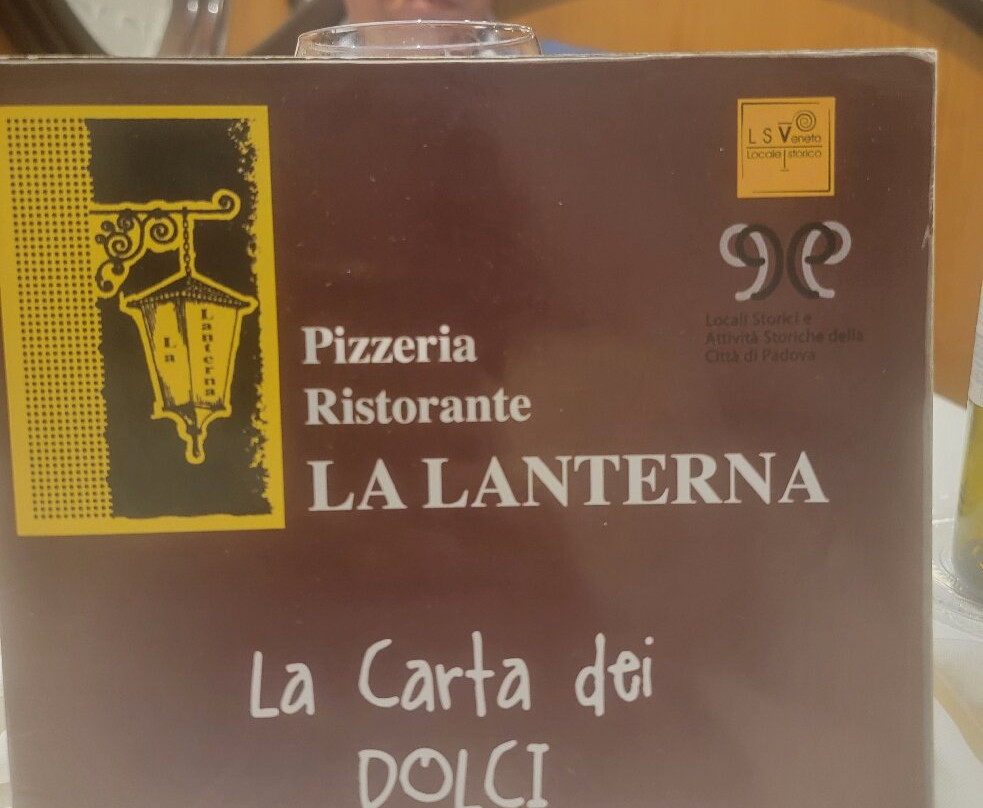 LSVeneto
Locale storico
Locali Storici e
Attività Storiche della
Città di Padova
La
Lanterna
Pizzeria
Ristorante
LA LANTERNA
La Carta dei
DOLCI